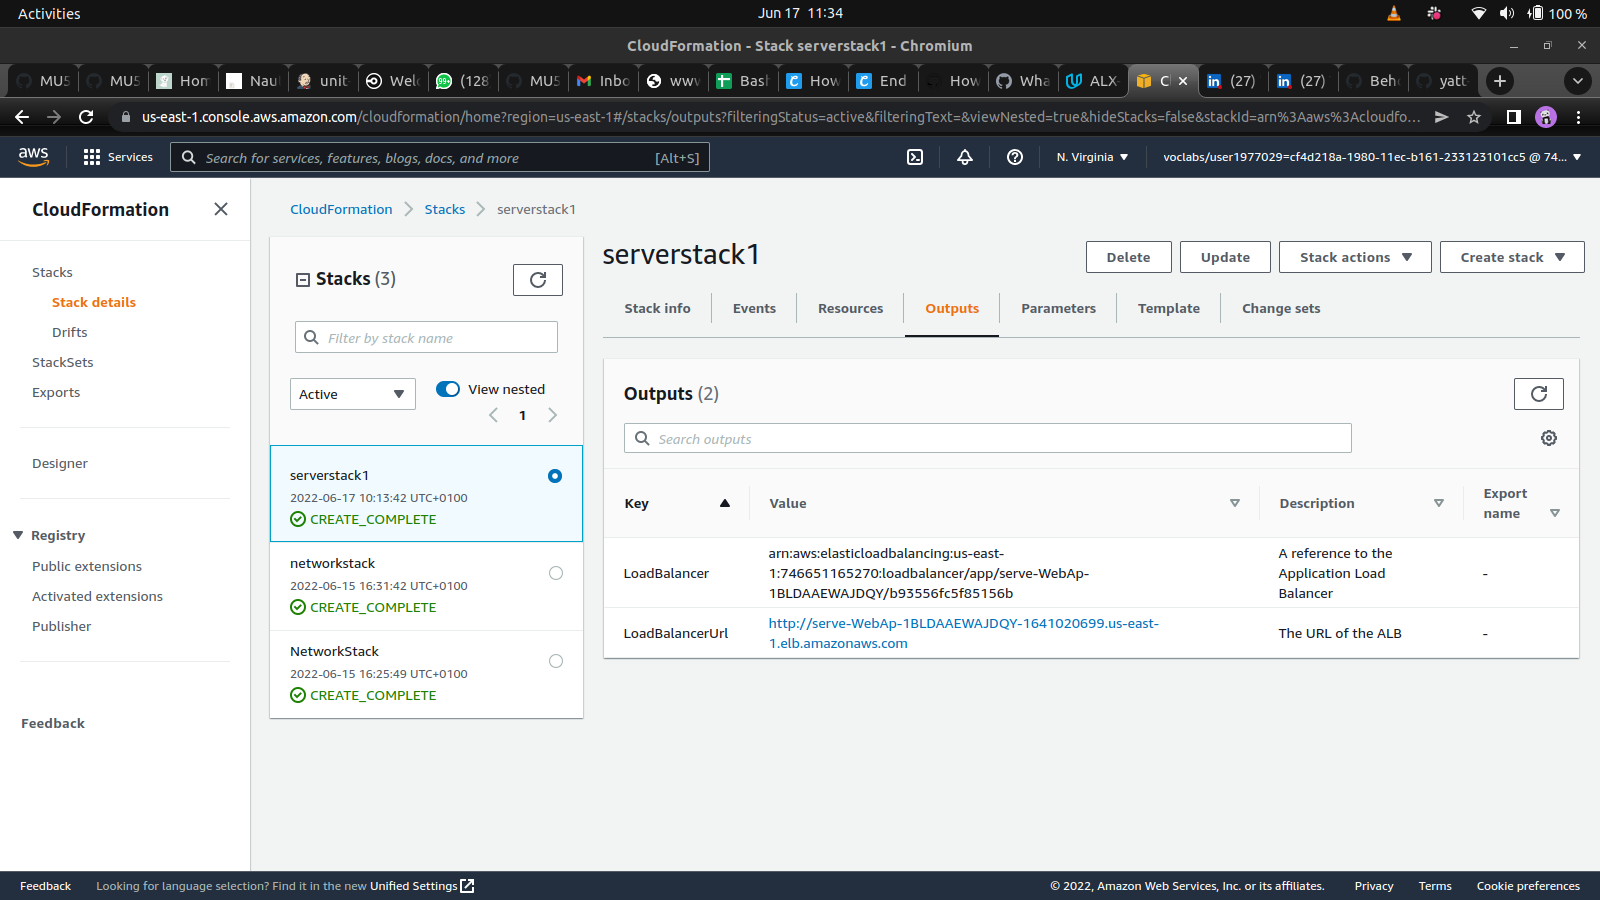 Activities
Jun 17 11:34
100 %
CloudFormation - Stack serverstack1 - Chromium
MU5 MU5 Hom Nau unit Welc (128 MU5 Inbo www Bash How End How Wha ALX- Cl (27) (27) Behe yatt
us-east-1.console.aws.amazon.com/cloudformation/home?region=us-east-1#/stacks/outputs?filteringStatus=active&filteringText=&viewNested=true&hideStacks=false&stackId=arn%3Aaws%3Acloudfo...
aws
Services
Search for services, features, blogs, docs, and more
[Alt+S]
N. Virginia
voclabs/user1977029=cf4d218a-1980-11ec-b161-233123101cc5 @ 74...
CloudFormation
Stacks
Stack details
Drifts
StackSets
Exports
Designer
Registry
Public extensions
Activated extensions
Publisher
Feedback
CloudFormation
Stacks
serverstack1
Stacks (3)
Filter by stack name
Active
View nested
1
serverstack1
2022-06-17 10:13:42 UTC+0100
CREATE_COMPLETE
networkstack
2022-06-15 16:31:42 UTC+0100
CREATE_COMPLETE
NetworkStack
2022-06-15 16:25:49 UTC+0100
CREATE_COMPLETE
serverstack1
Delete
Update
Stack actions
Create stack
Stack info
Events
Resources
Outputs
Parameters
Template
Change sets
Outputs (2)
Search outputs
Key
Value
Description
Export
name
LoadBalancer
arn:aws:elasticloadbalancing:us-east-
1:746651165270:loadbalancer/app/serve-WebAp-
1BLDAAEWAJDQY/b93556fc5f85156b
A reference to the
Application Load
Balancer
-
LoadBalancerUrl
http://serve-WebAp-1BLDAAEWAJDQY-1641020699.us-east-
1.elb.amazonaws.com
The URL of the ALB
-
Feedback
Looking for language selection? Find it in the new Unified Settings
© 2022, Amazon Web Services, Inc. or its affiliates.
Privacy
Terms
Cookie preferences